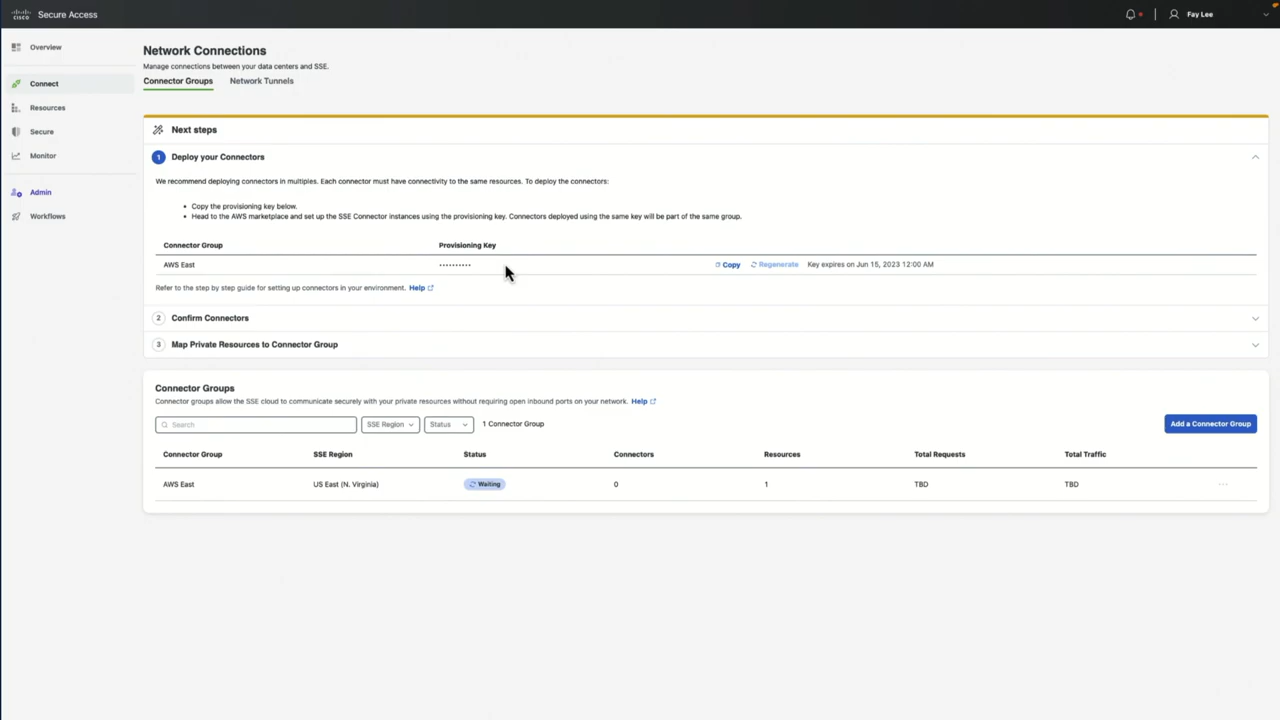 CISCO Secure Access
Fay Lee
Overview
Connect
Resources
Secure
Monitor
Admin
Workflows
Network Connections
Manage connections between your data centers and SSE.
Connector Groups Network Tunnels
Next steps
1 Deploy your Connectors
We recommend deploying connectors in multiples. Each connector must have connectivity to the same resources. To deploy the connectors:
• Copy the provisioning key below.
• Head to the AWS marketplace and set up the SSE Connector instances using the provisioning key. Connectors deployed using the same key will be part of the same group.
Connector Group Provisioning Key
AWS East •••••••••• Copy Regenerate Key expires on Jun 15, 2023 12:00 AM
Refer to the step by step guide for setting up connectors in your environment. Help
2 Confirm Connectors
3 Map Private Resources to Connector Group
Connector Groups
Connector groups allow the SSE cloud to communicate securely with your private resources without requiring open inbound ports on your network. Help
Search SSE Region Status 1 Connector Group Add a Connector Group
Connector Group SSE Region Status Connectors Resources Total Requests Total Traffic
AWS East US East (N. Virginia) Waiting 0 1 TBD TBD ...